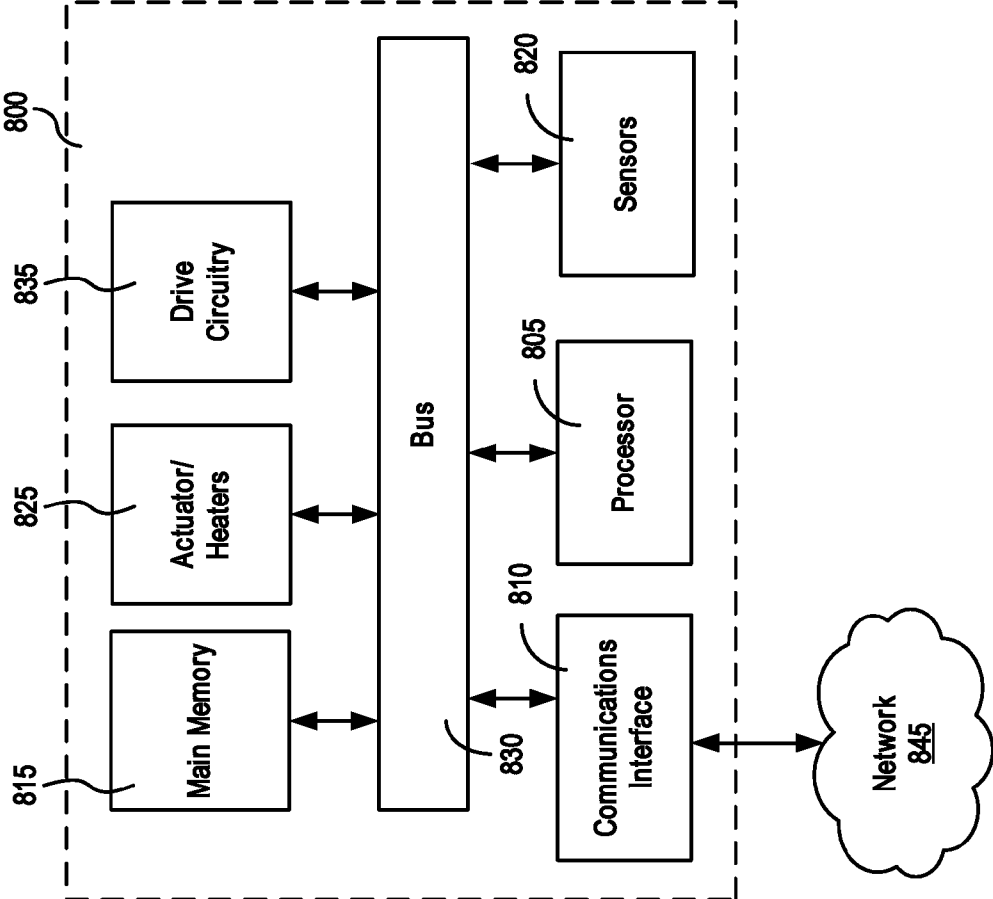 800
815
Main Memory
825
Actuator/
Heaters
835
Drive
Circuitry
Bus
830
810
Communications
Interface
805
Processor
820
Sensors
Network
845